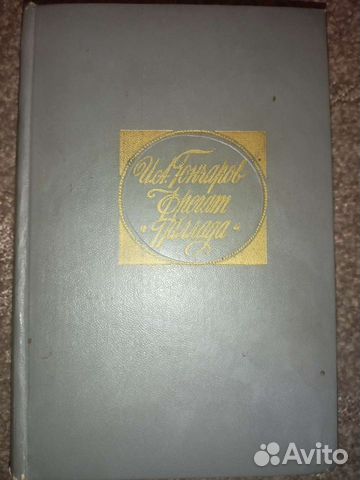 И.А. Гончаров
Фрегат
"Паллада"
Avito